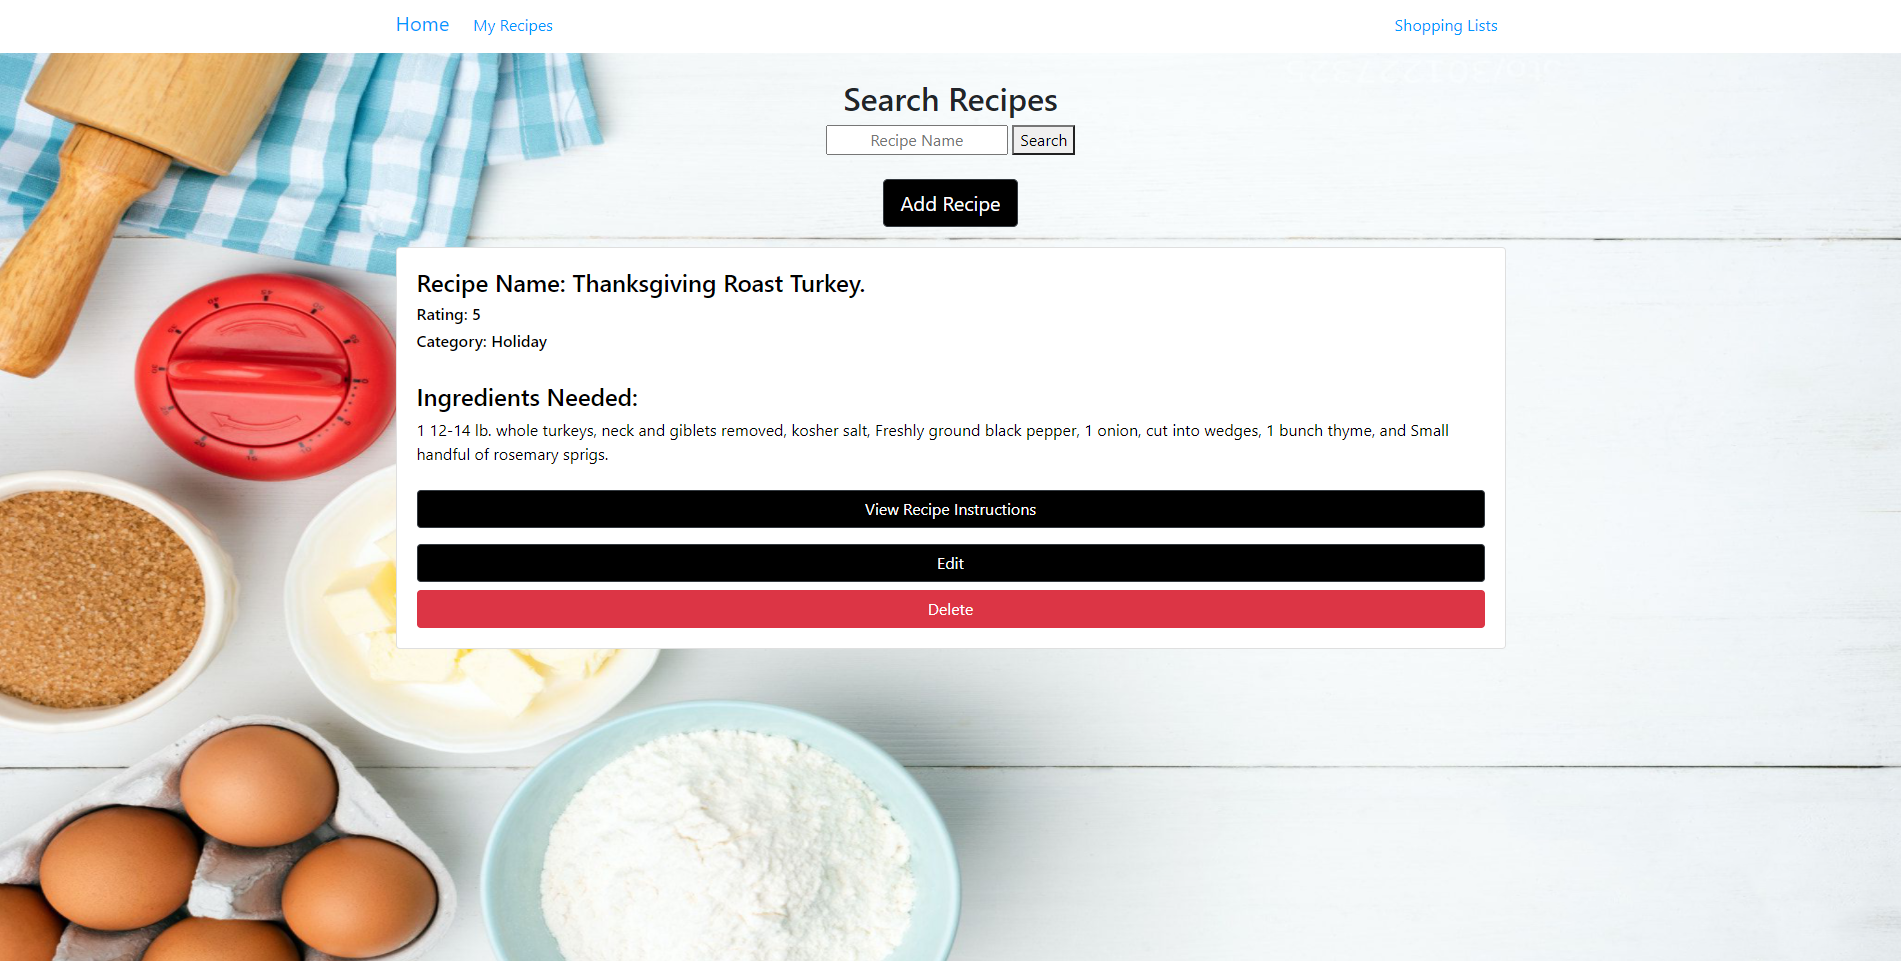 Home My Recipes Shopping Lists
Search Recipes
Recipe Name Search
Add Recipe
Recipe Name: Thanksgiving Roast Turkey.
Rating: 5
Category: Holiday
Ingredients Needed:
1 12-14 lb. whole turkeys, neck and giblets removed, kosher salt, Freshly ground black pepper, 1 onion, cut into wedges, 1 bunch thyme, and Small
handful of rosemary sprigs.
View Recipe Instructions
Edit
Delete